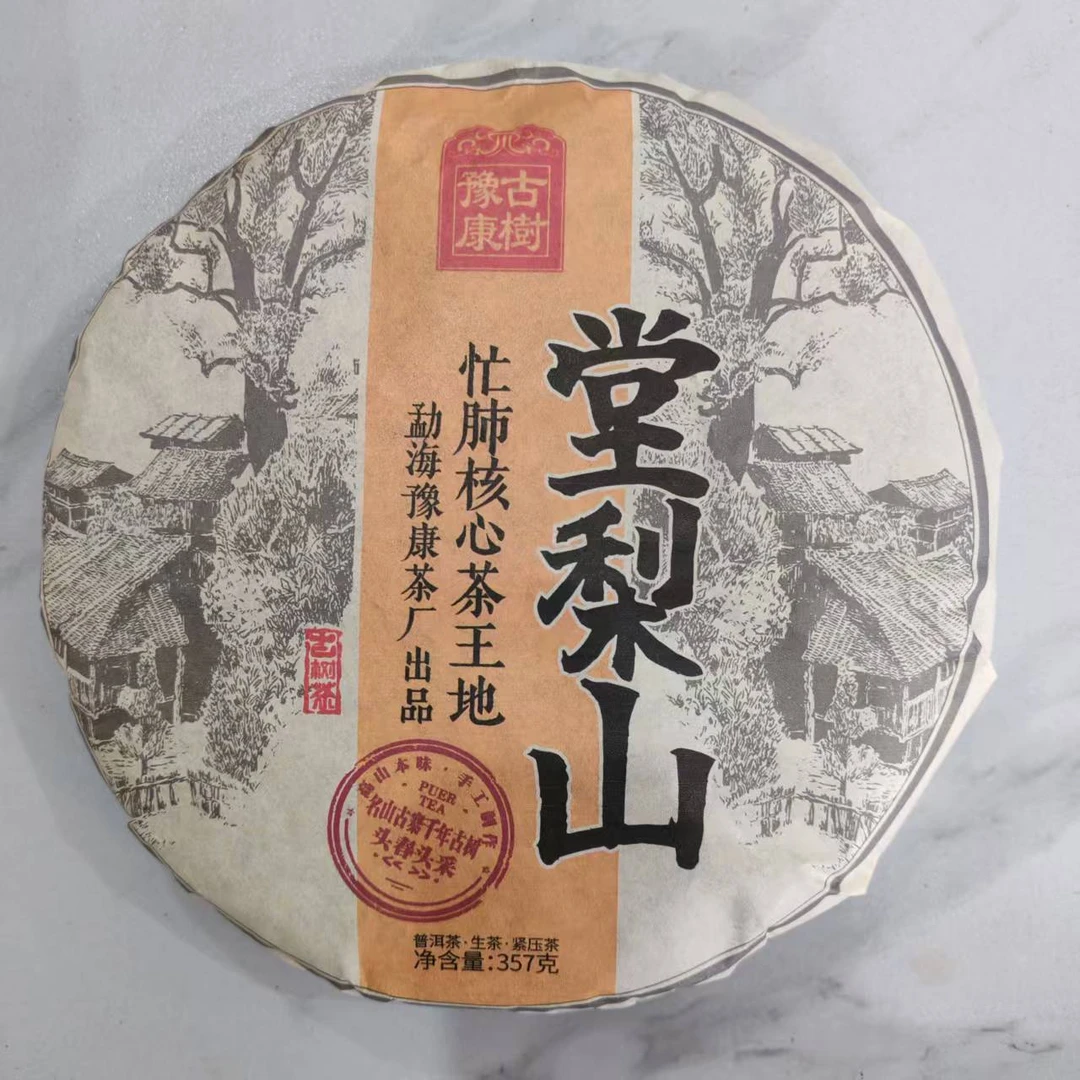 古樹
豫康
堂梨山
忙肺核心茶王地
勐海豫康茶厂 出品
古树茶
PUER
TEA
名山古寨千年古树
头春头采
普洱茶·生茶·紧压茶
净含量:357克